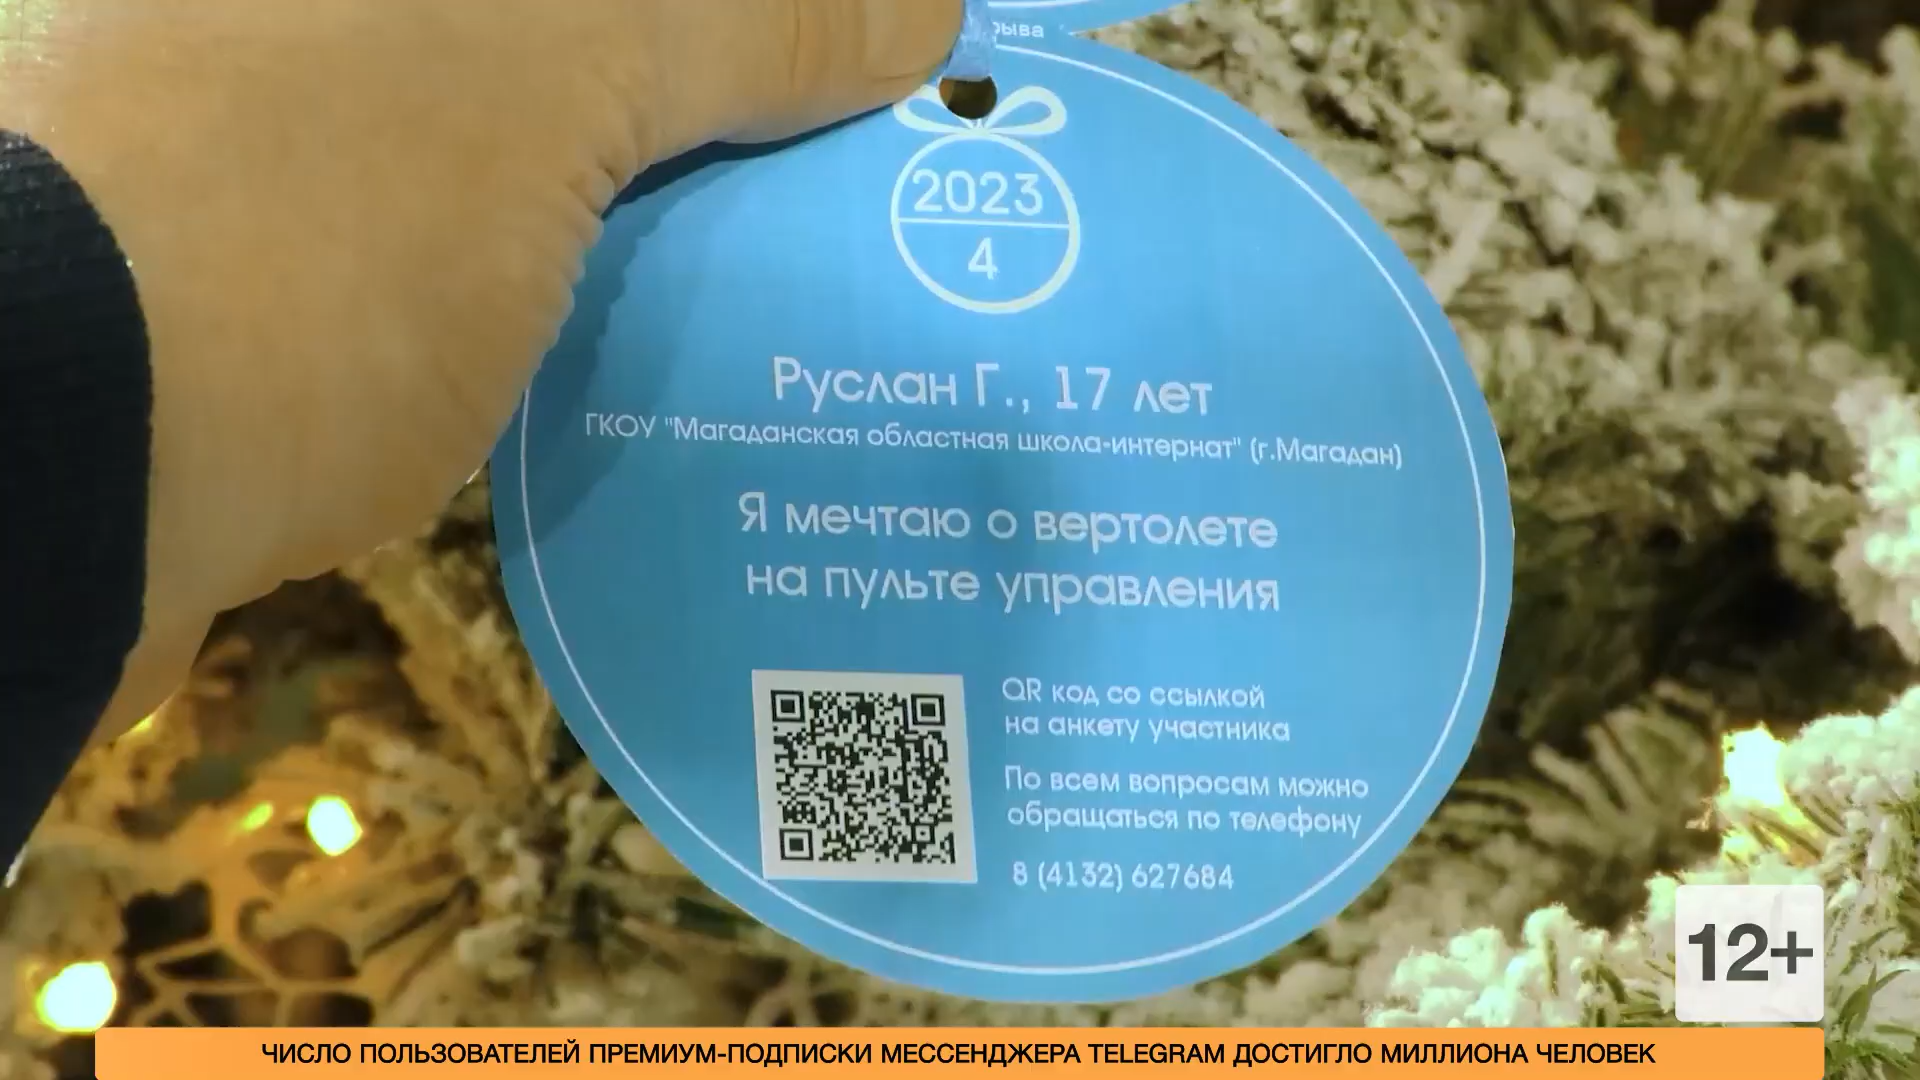 2023
4
Руслан Г., 17 лет
ГКОУ "Магаданская областная школа-интернат" (г.Магадан)
Я мечтаю о вертолете
на пульте управления
QR код со ссылкой
на анкету участника
По всем вопросам можно
обращаться по телефону
8 (4132) 627684
12+
ЧИСЛО ПОЛЬЗОВАТЕЛЕЙ ПРЕМИУМ-ПОДПИСКИ МЕССЕНДЖЕРА TELEGRAM ДОСТИГЛО МИЛЛИОНА ЧЕЛОВЕК